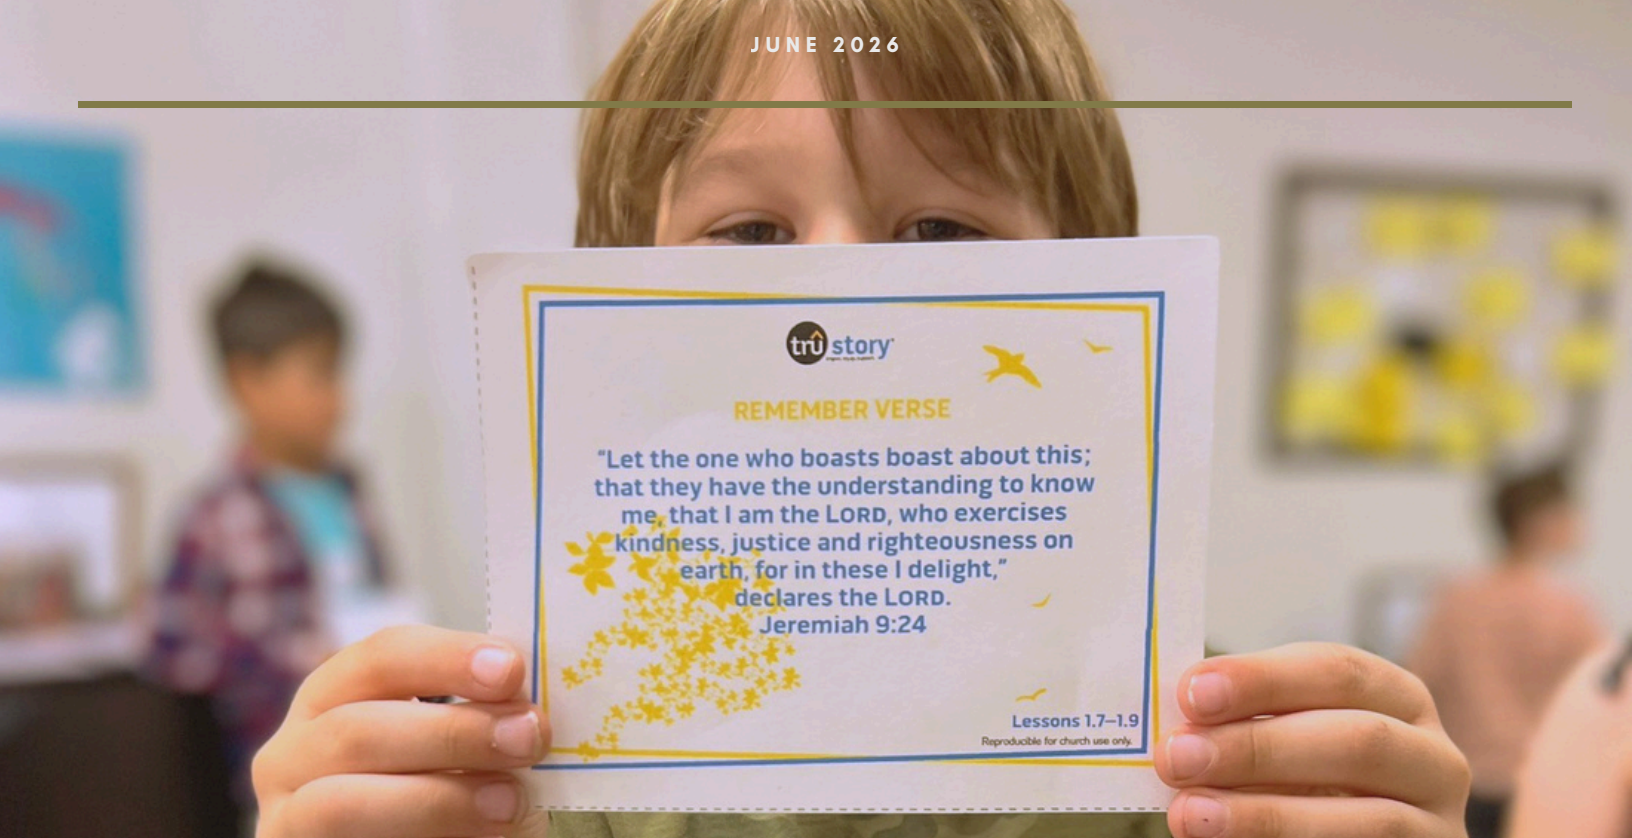 JUNE 2026
trû story
REMEMBER VERSE
“Let the one who boasts boast about this;
that they have the understanding to know
me, that I am the LORD, who exercises
kindness, justice and righteousness on
earth, for in these I delight,”
declares the LORD.
Jeremiah 9:24
Lessons 1.7–1.9
Reproducible for church use only.